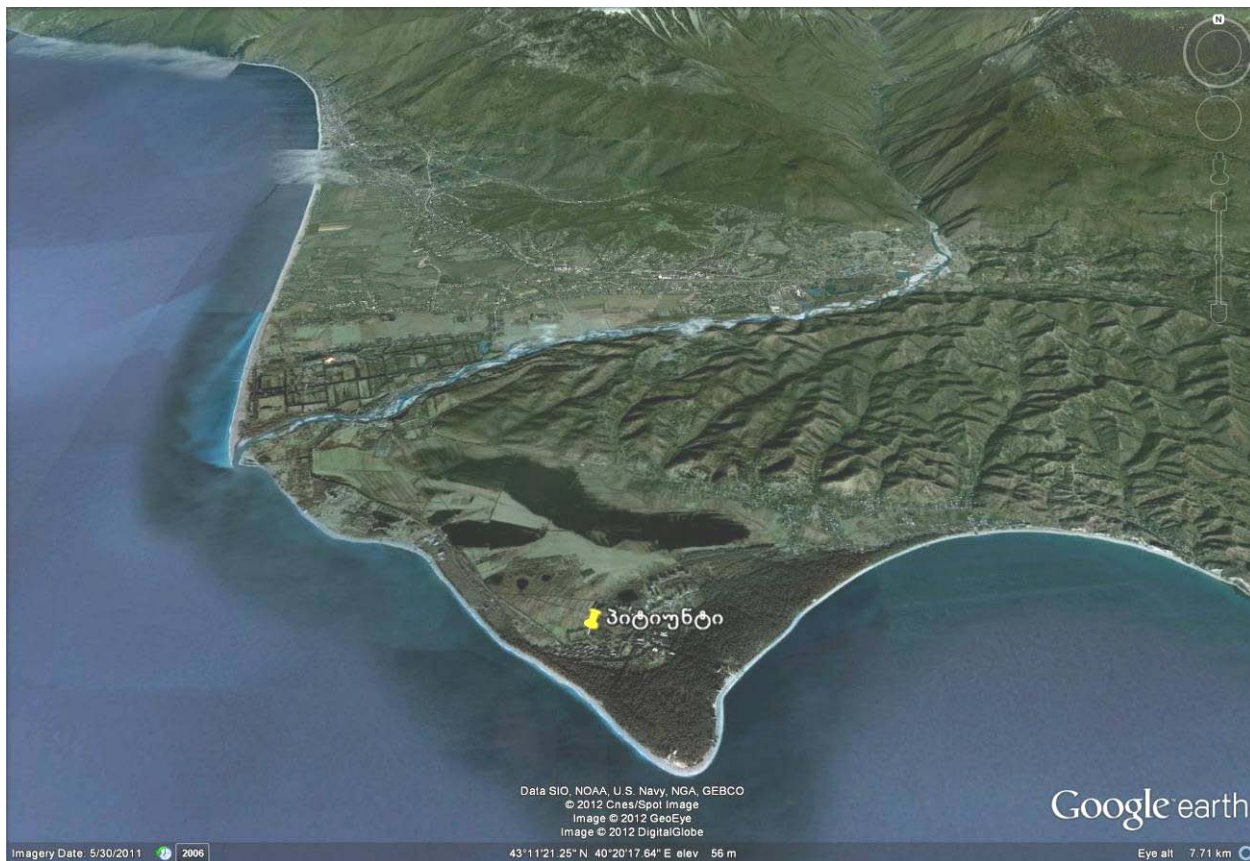 N
პიტიუნტი
Data SIO, NOAA, U.S. Navy, NGA, GEBCO
© 2012 Cnes/Spot Image
Image © 2012 GeoEye
Image © 2012 DigitalGlobe
Google earth
Imagery Date: 5/30/2011 2006 43°11'21.25" N 40°20'17.64" E elev 56 m Eye alt 7.71 km